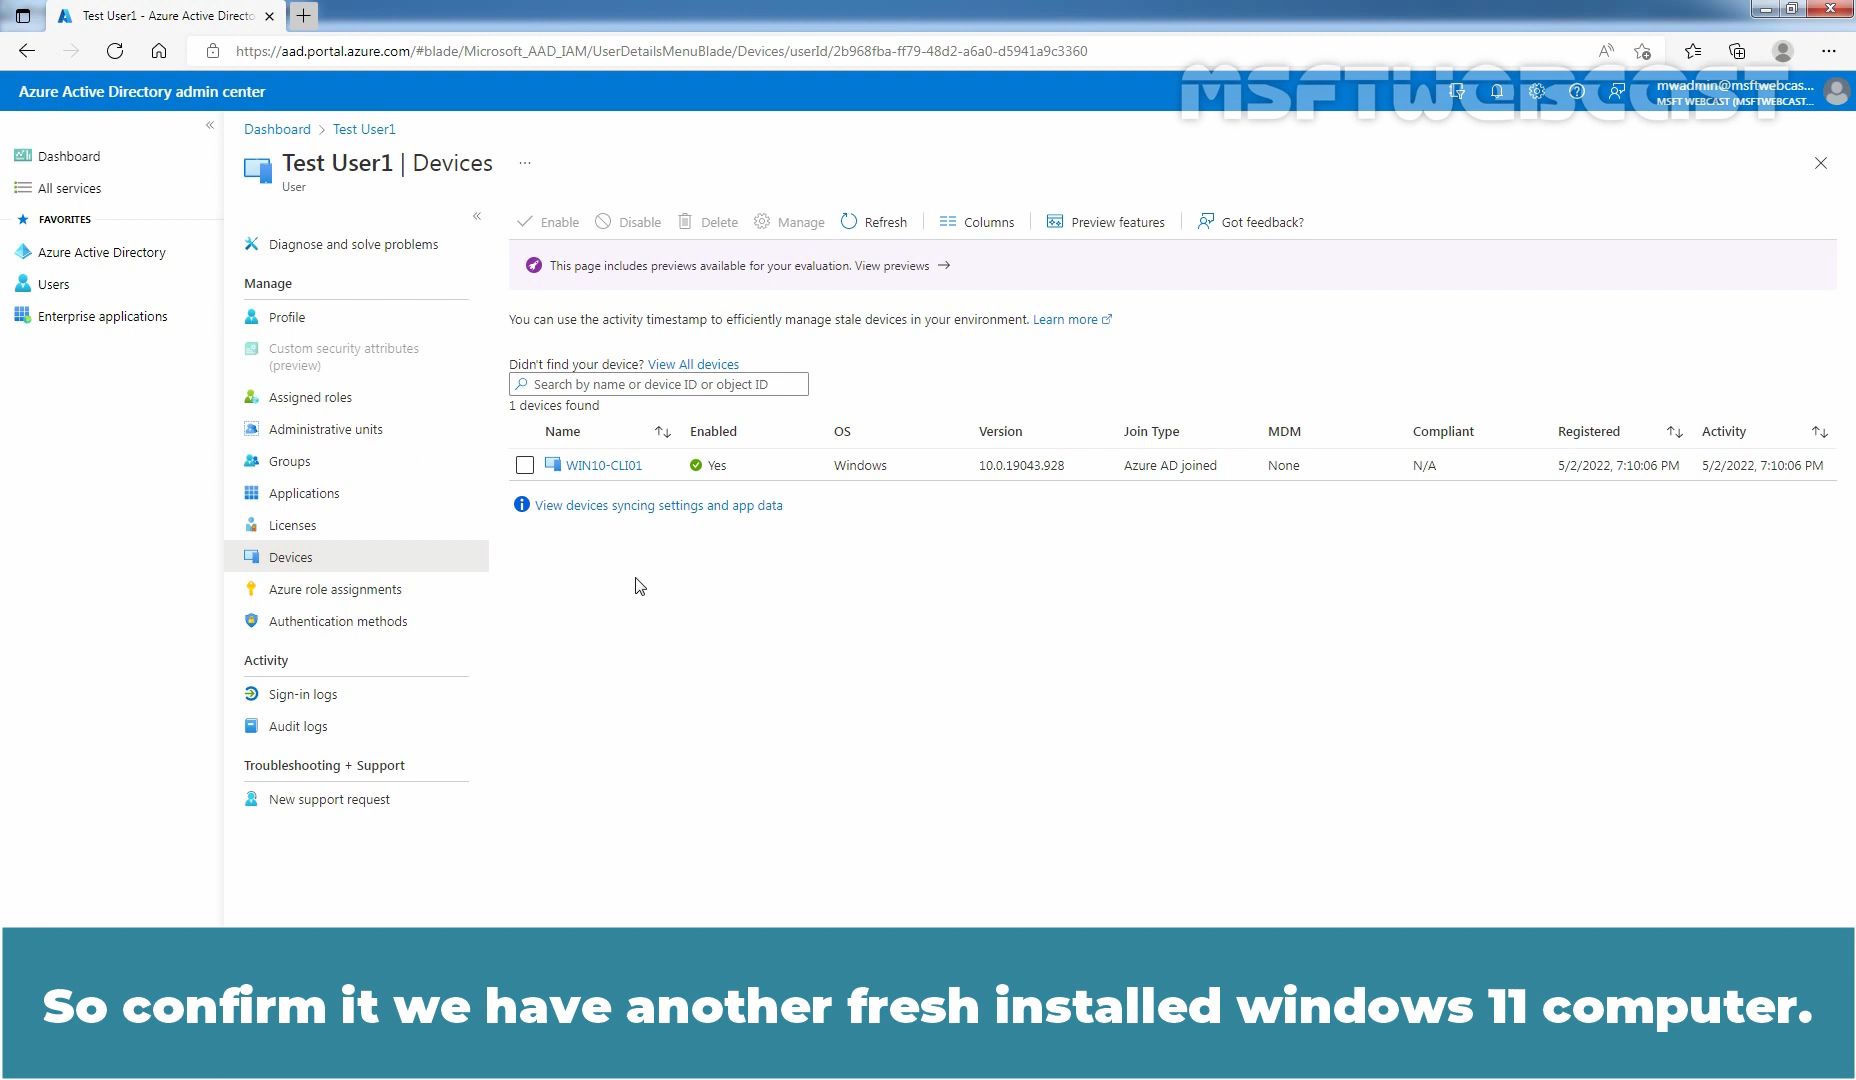 Test User1 - Azure Active Directo
https://aad.portal.azure.com/#blade/Microsoft_AAD_IAM/UserDetailsMenuBlade/Devices/userId/2b968fba-ff79-48d2-a6a0-d5941a9c3360
Azure Active Directory admin center
MSFTWEBCAST
mwadmin@msftwebcas...
MSFT WEBCAST (MSFTWEBCAST....
Dashboard
All services
FAVORITES
Azure Active Directory
Users
Enterprise applications
Dashboard > Test User1
Test User1 | Devices ...
User
Diagnose and solve problems
Manage
Profile
Custom security attributes
(preview)
Assigned roles
Administrative units
Groups
Applications
Licenses
Devices
Azure role assignments
Authentication methods
Activity
Sign-in logs
Audit logs
Troubleshooting + Support
New support request
Enable Disable Delete Manage Refresh Columns Preview features Got feedback?
This page includes previews available for your evaluation. View previews →
You can use the activity timestamp to efficiently manage stale devices in your environment. Learn more
Didn't find your device? View All devices
Search by name or device ID or object ID
1 devices found
Name Enabled OS Version Join Type MDM Compliant Registered Activity
WIN10-CLI01 Yes Windows 10.0.19043.928 Azure AD joined None N/A 5/2/2022, 7:10:06 PM 5/2/2022, 7:10:06 PM
View devices syncing settings and app data
So confirm it we have another fresh installed windows 11 computer.